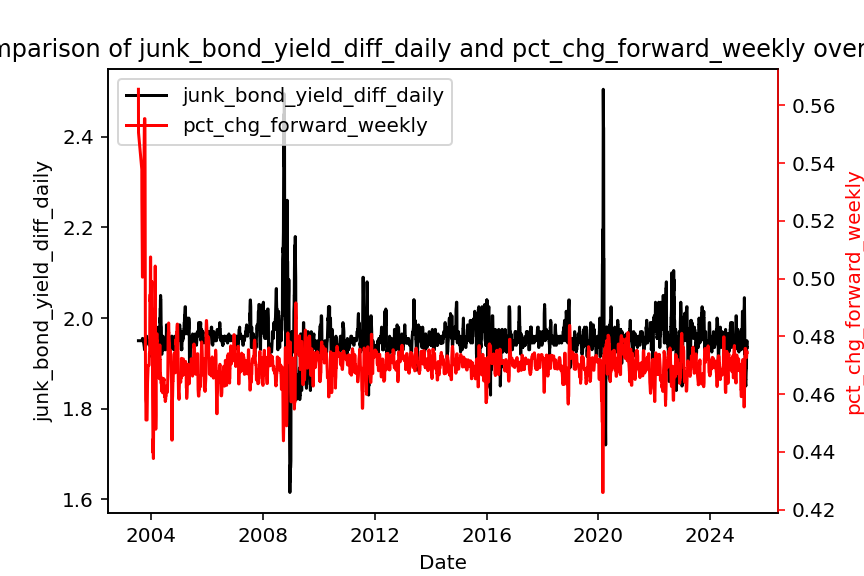 mparison of junk_bond_yield_diff_daily and pct_chg_forward_weekly over
junk_bond_yield_diff_daily
pct_chg_forward_weekly
junk_bond_yield_diff_daily
2.4
2.2
2.0
1.8
1.6
0.56
0.54
0.52
0.50
0.48
0.46
0.44
0.42
pct_chg_forward_weekly
2004 2008 2012 2016 2020 2024
Date